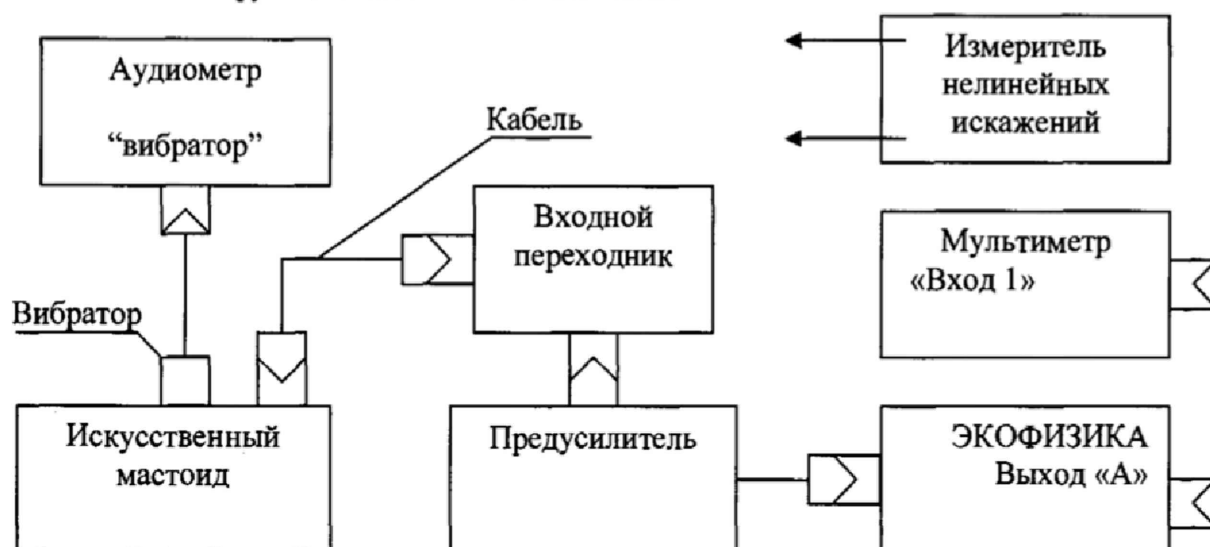 Аудиометр
“вибратор”
Измеритель
нелинейных
искажений
Кабель
Входной
переходник
Мультиметр
«Вход 1»
Вибратор
Искусственный
мастоид
Предусилитель
ЭКОФИЗИКА
Выход «А»